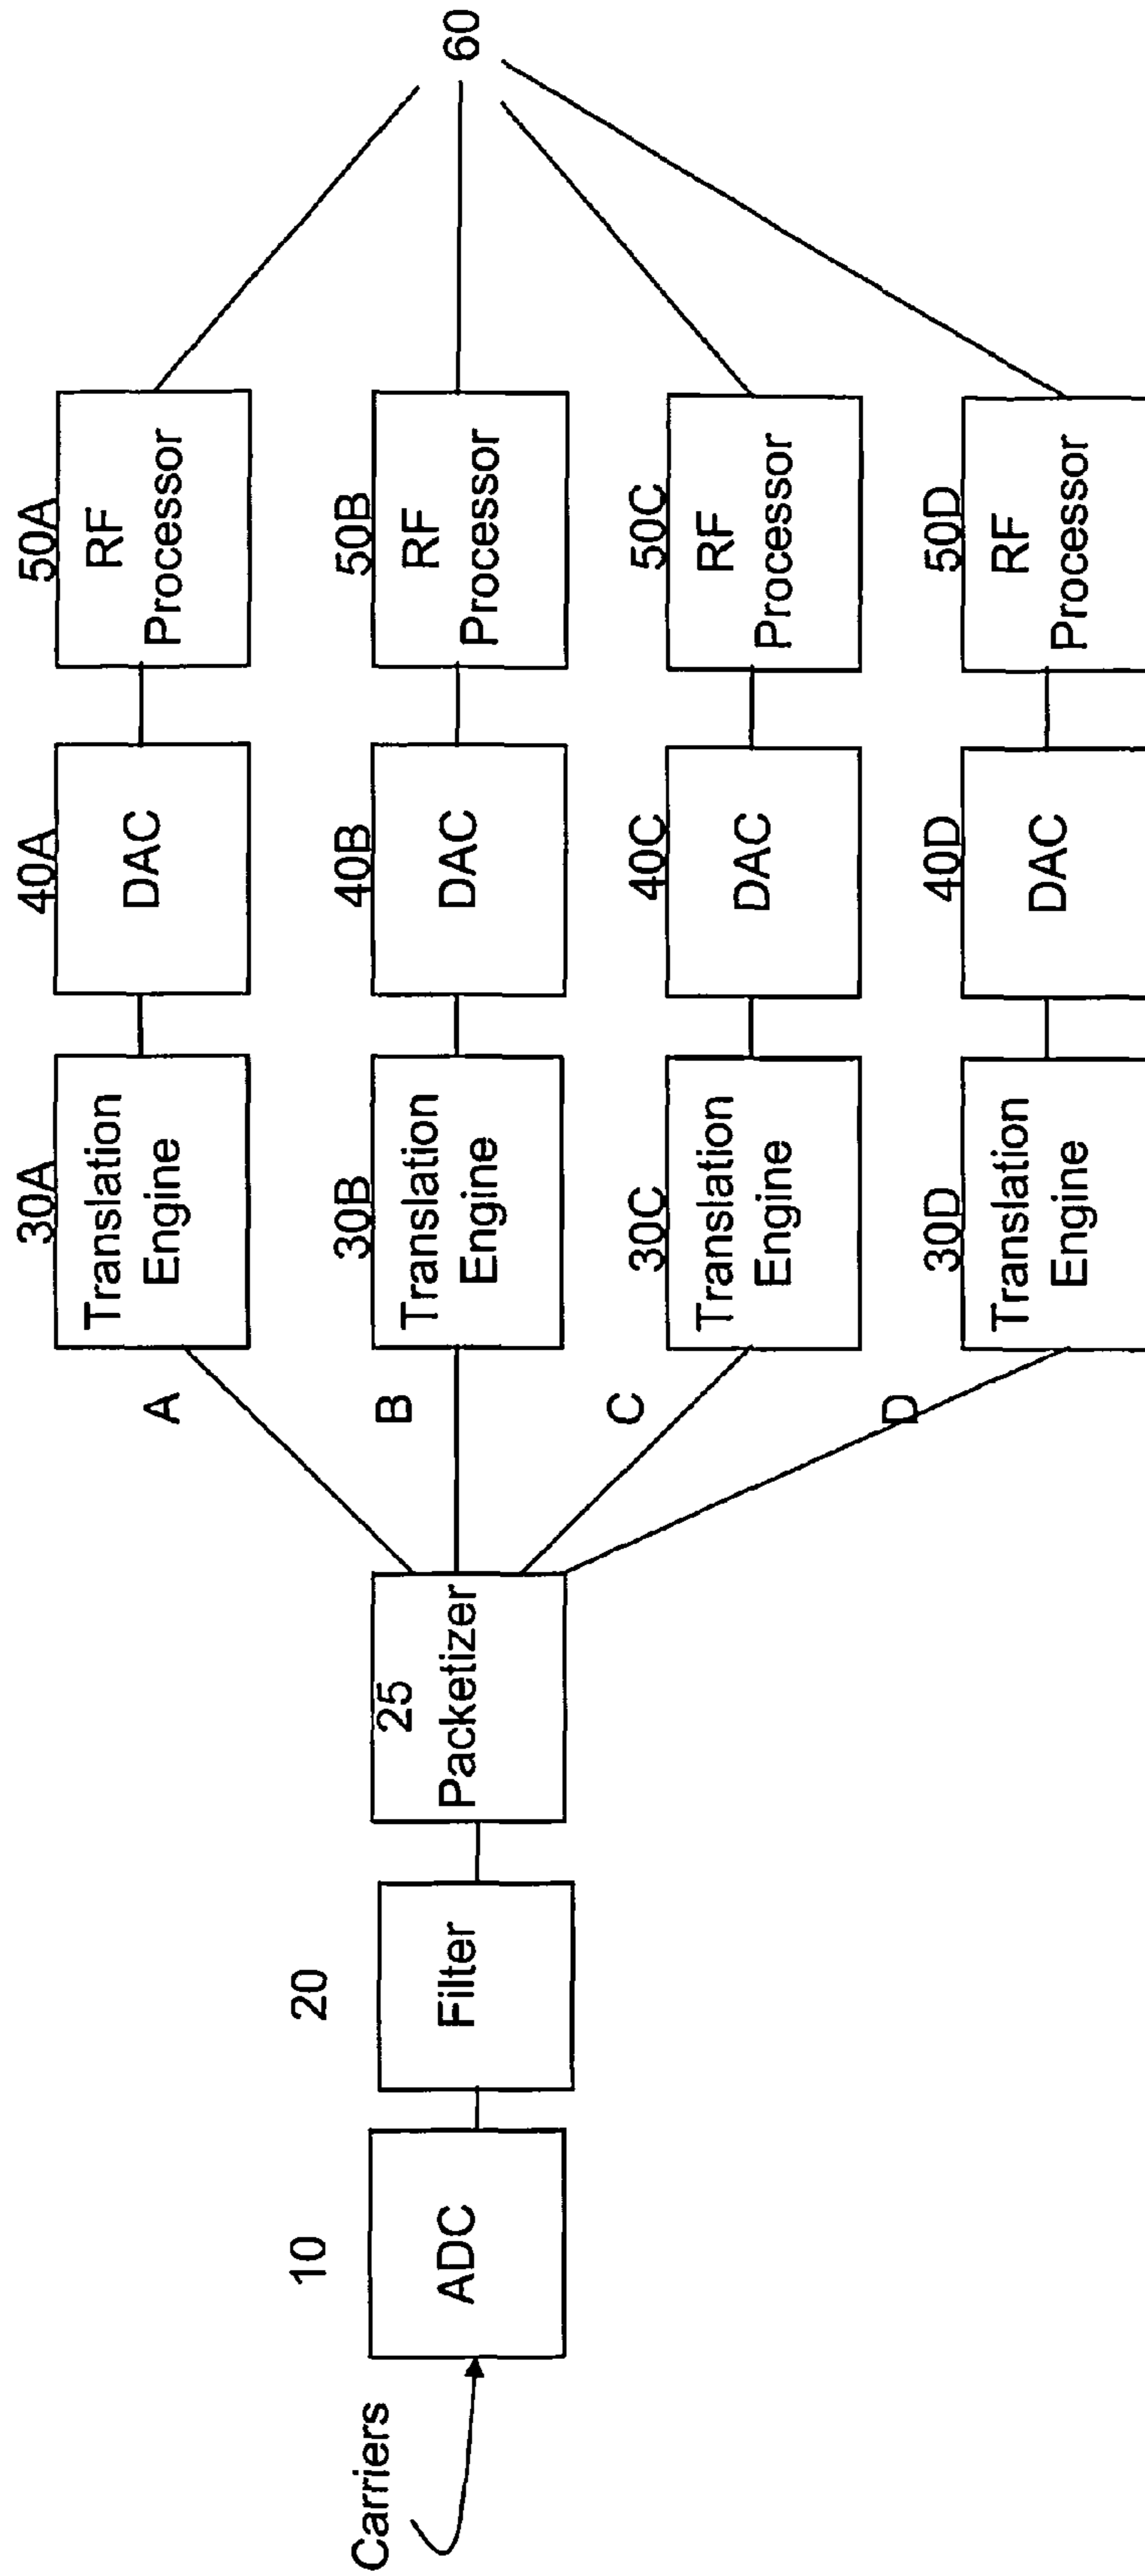 Carriers
10
ADC
20
Filter
25
Packetizer
A
B
C
D
30A
Translation
Engine
40A
DAC
50A
RF
Processor
30B
Translation
Engine
40B
DAC
50B
RF
Processor
30C
Translation
Engine
40C
DAC
50C
RF
Processor
30D
Translation
Engine
40D
DAC
50D
RF
Processor
60